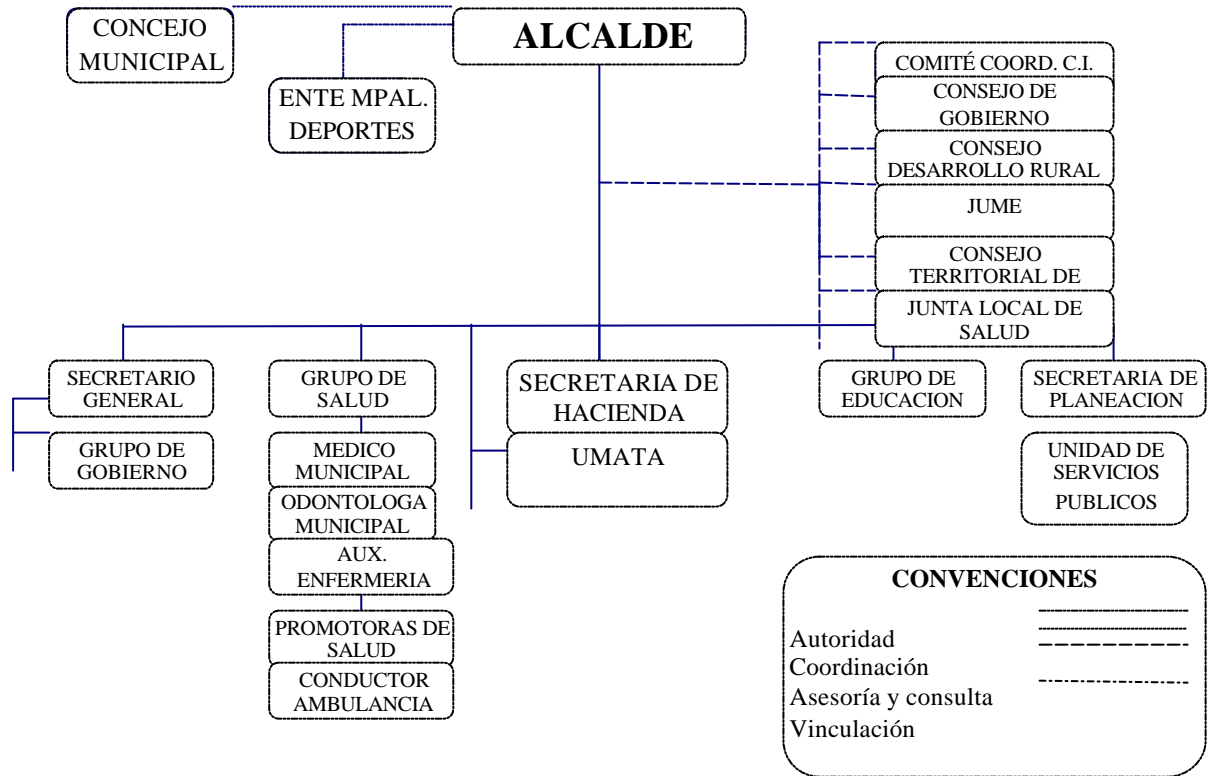 CONCEJO
MUNICIPAL
ALCALDE
ENTE MPAL.
DEPORTES
COMITÉ COORD. C.I.
CONSEJO DE
GOBIERNO
CONSEJO
DESARROLLO RURAL
JUME
CONSEJO
TERRITORIAL DE
JUNTA LOCAL DE
SALUD
SECRETARIO
GENERAL
GRUPO DE
GOBIERNO
GRUPO DE
SALUD
MEDICO
MUNICIPAL
ODONTOLOGA
MUNICIPAL
AUX.
ENFERMERIA
PROMOTORAS DE
SALUD
CONDUCTOR
AMBULANCIA
SECRETARIA DE
HACIENDA
UMATA
GRUPO DE
EDUCACION
SECRETARIA DE
PLANEACION
UNIDAD DE
SERVICIOS
PUBLICOS
CONVENCIONES
Autoridad
Coordinación
Asesoría y consulta
Vinculación